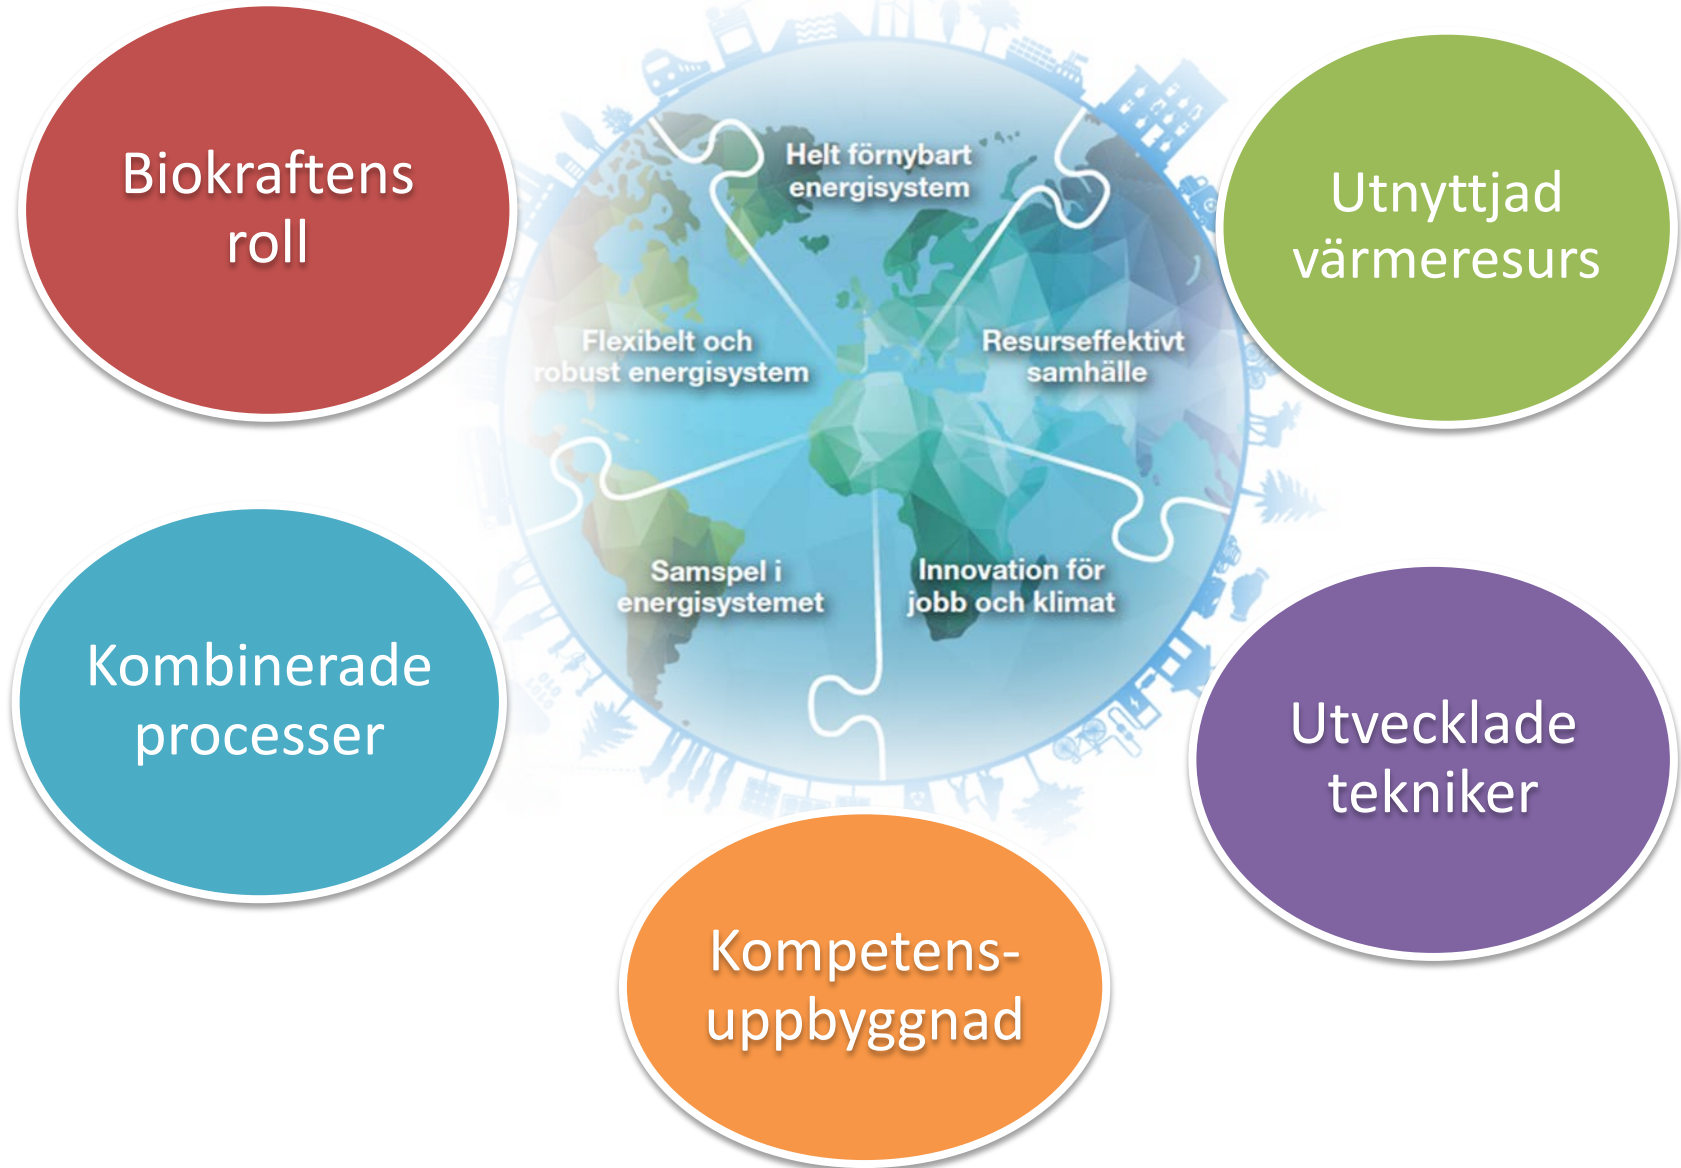 Biokraftens
roll
Helt förnybart
energisystem
Utnyttjad
värmeresurs
Flexibelt och
robust energisystem
Resurseffektivt
samhälle
Samspel i
energisystemet
Innovation för
jobb och klimat
Kombinerade
processer
Utvecklade
tekniker
Kompetens-
uppbyggnad